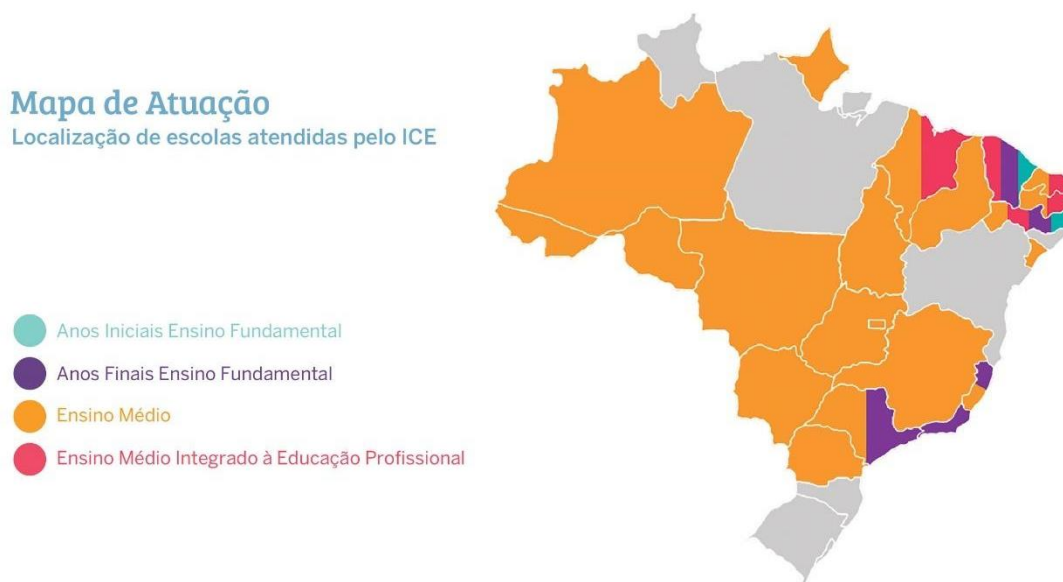 Mapa de Atuação
Localização de escolas atendidas pelo ICE
Anos Iniciais Ensino Fundamental
Anos Finais Ensino Fundamental
Ensino Médio
Ensino Médio Integrado à Educação Profissional